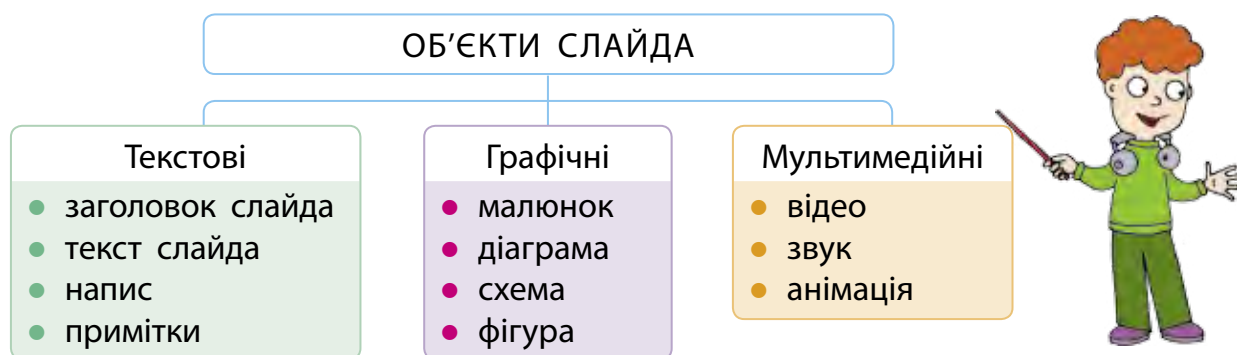 ОБ’ЄКТИ СЛАЙДА
Текстові
заголовок слайда
текст слайда
напис
примітки
Графічні
малюнок
діаграма
схема
фігура
Мультимедійні
відео
звук
анімація